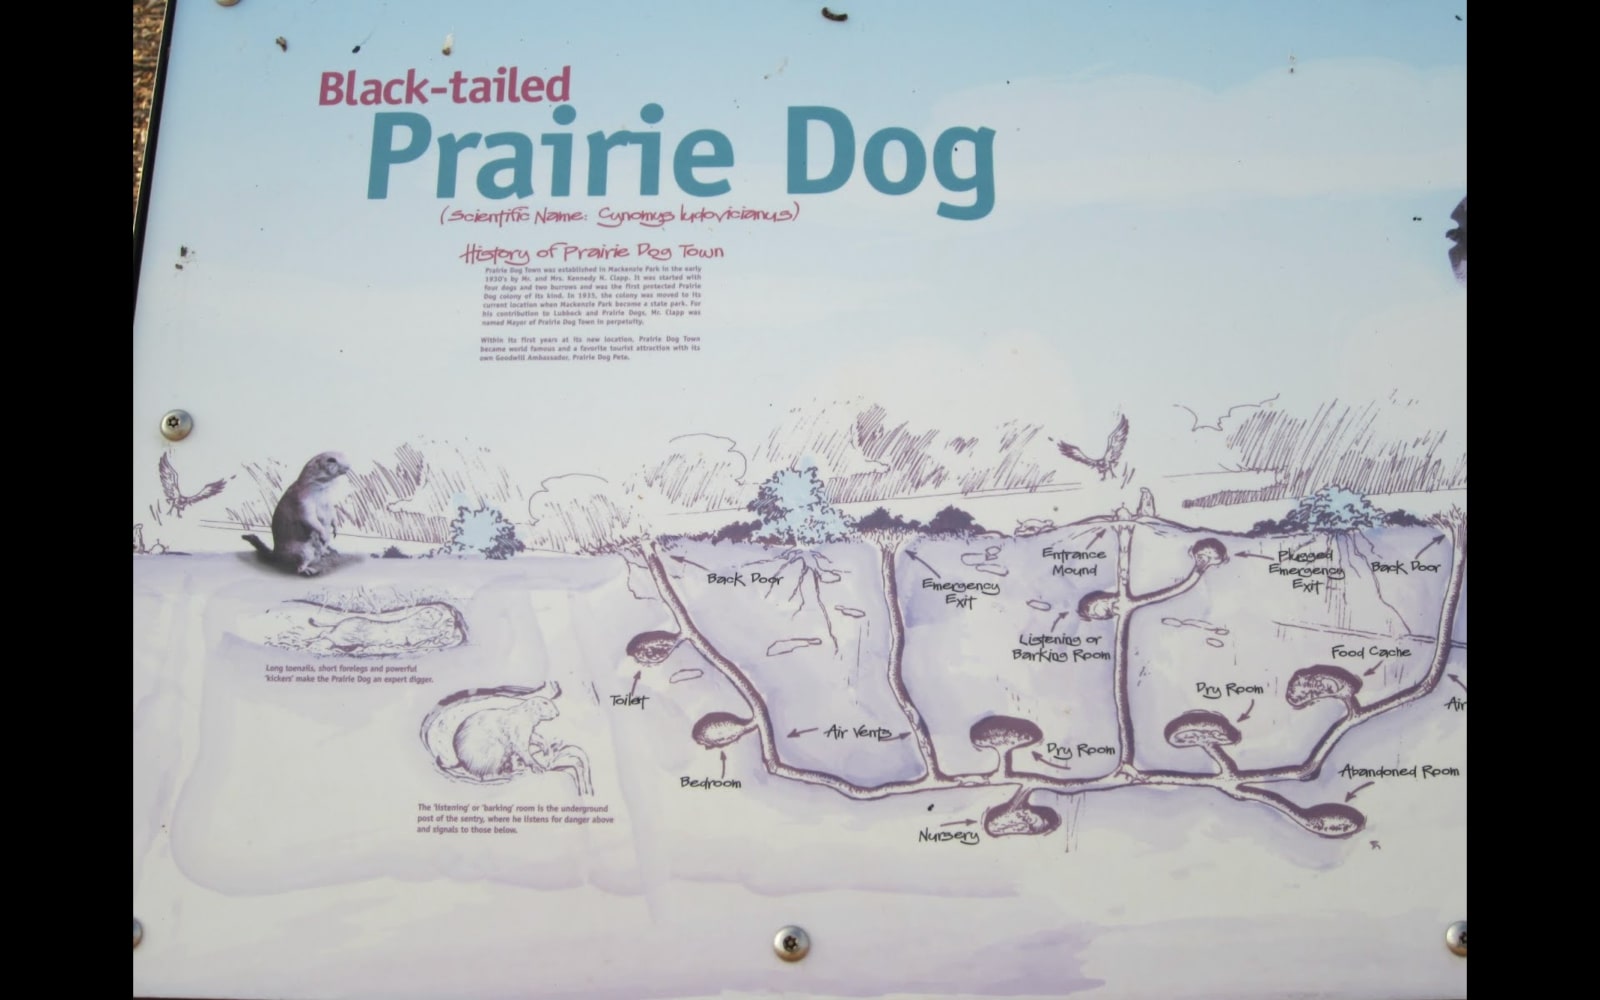 Black-tailed
Prairie Dog
(Scientific Name: Cynomys ludovicianus)
History of Prairie Dog Town
Prairie Dog Town was established in Mackenzie Park in the early
1930's by Mr. and Mrs. Kennedy N. Clapp. It was started with
four dogs and two burrows and was the first protected Prairie
Dog colony of its kind. In 1935, the colony was moved to its
current location when Mackenzie Park became a state park. For
his contribution to Lubbock and Prairie Dogs, Mr. Clapp was
named Mayor of Prairie Dog Town in perpetuity.
Within its first years at its new location, Prairie Dog Town
became world famous and a favorite tourist attraction with its
own Goodwill Ambassador, Prairie Dog Pete.
Long toenails, short forelegs and powerful
'kickers' make the Prairie Dog an expert digger.
The 'listening' or 'barking' room is the underground
post of the sentry, where he listens for danger above
and signals to those below.
Back Door
Emergency
Exit
Entrance
Mound
Plugged
Emergency
Exit
Back Door
Listening or
Barking Room
Food Cache
Toilet
Dry Room
Air
Air Vents
Dry Room
Bedroom
Abandoned Room
Nursery